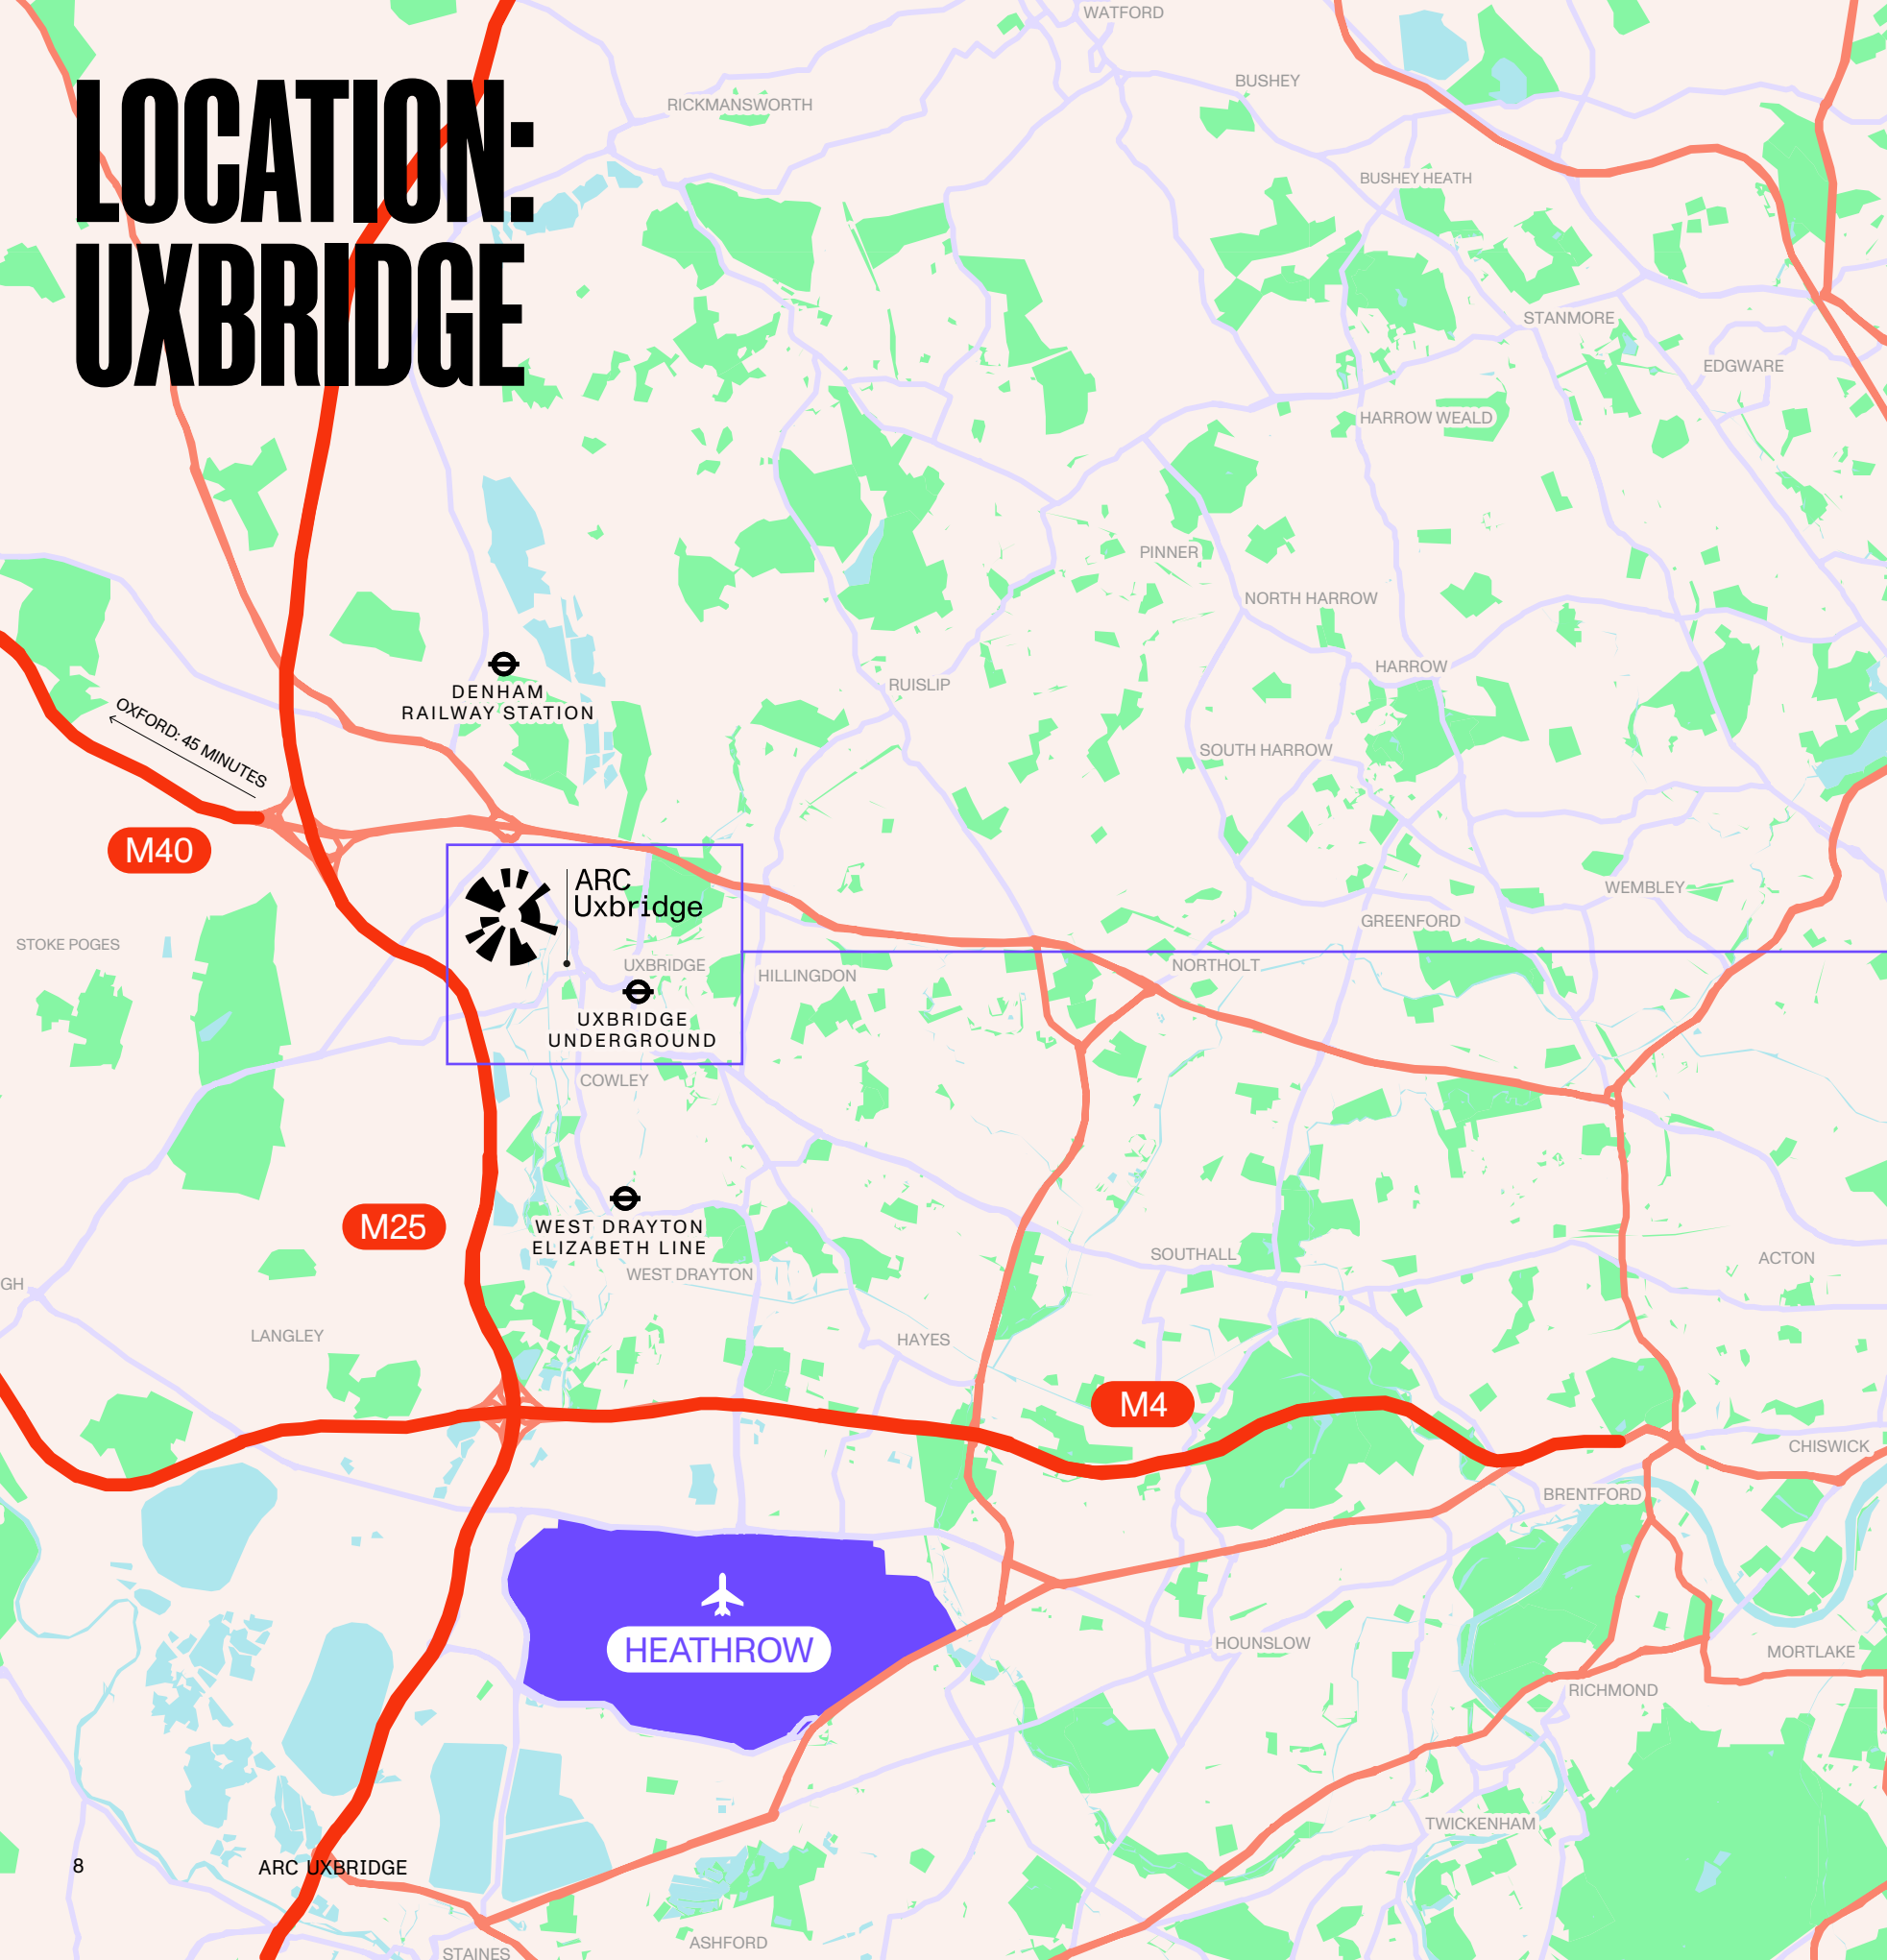 WATFORD
BUSHEY
RICKMANSWORTH
LOCATION:
UXBRIDGE
BUSHEY HEATH
STANMORE
EDGWARE
HARROW WEALD
PINNER
NORTH HARROW
HARROW
DENHAM
RAILWAY STATION
RUISLIP
OXFORD: 45 MINUTES
SOUTH HARROW
M40
ARC
Uxbridge
WEMBLEY
GREENFORD
STOKE POGES
UXBRIDGE
HILLINGDON
NORTHOLT
UXBRIDGE
UNDERGROUND
COWLEY
M25
WEST DRAYTON
ELIZABETH LINE
WEST DRAYTON
SOUTHALL
ACTON
GH
LANGLEY
HAYES
M4
CHISWICK
BRENTFORD
HEATHROW
HOUNSLOW
MORTLAKE
RICHMOND
TWICKENHAM
8
ARC UXBRIDGE
ASHFORD
STAINES